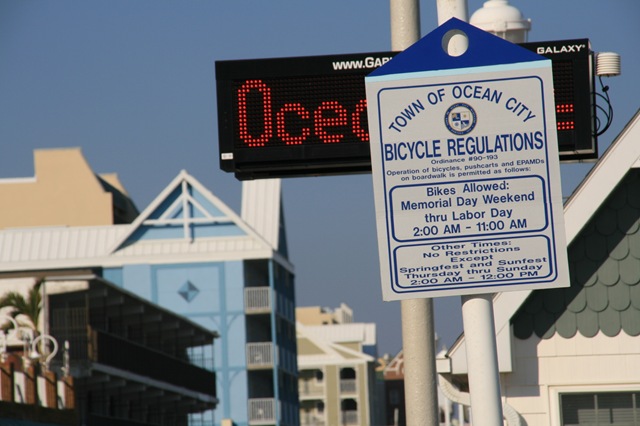 www.GAR
GALAXY
Oce
TOWN OF OCEAN CITY
BICYCLE REGULATIONS
Ordinance #90-193
Operation of bicycles, pushcarts and EPAMDs
on boardwalk is permitted as follows:
Bikes Allowed:
Memorial Day Weekend
thru Labor Day
2:00 AM - 11:00 AM
Other Times:
No Restrictions
Except
Springfest and Sunfest
Thursday thru Sunday
2:00 AM - 12:00 PM